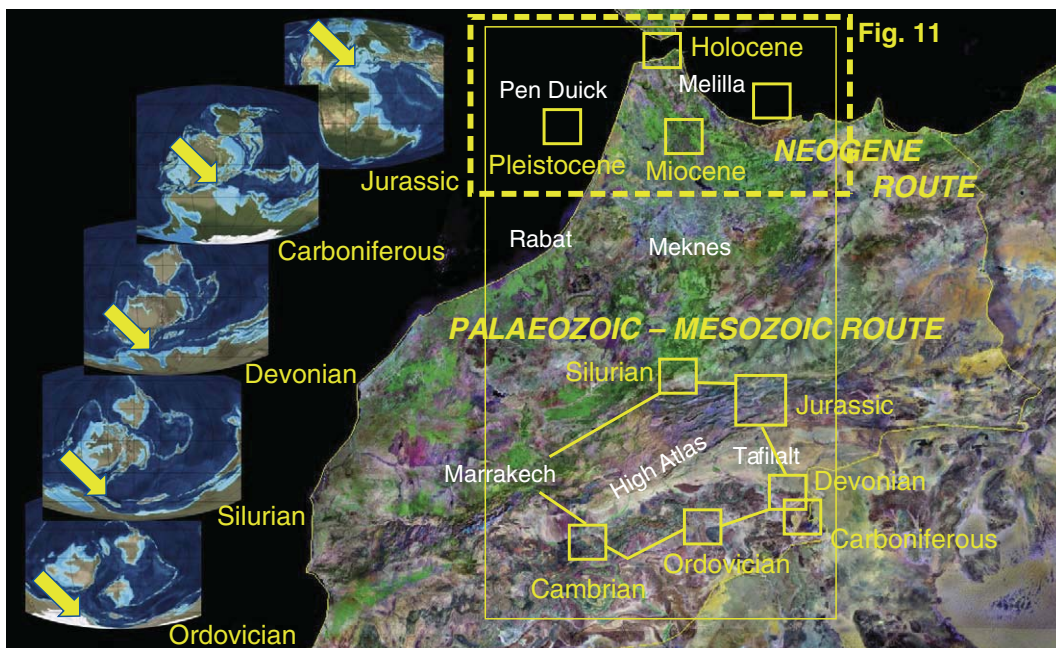 Fig. 11
Holocene
Pen Duick
Melilla
Pleistocene
Miocene
NEOGENE
ROUTE
Jurassic
Rabat
Meknes
Carboniferous
PALAEOZOIC – MESOZOIC ROUTE
Silurian
Devonian
Jurassic
Marrakech
High Atlas
Tafilalt
Devonian
Silurian
Carboniferous
Ordovician
Cambrian
Ordovician